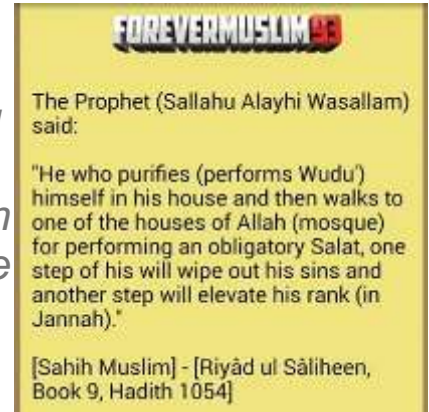 FOREVERMUSLIM93
The Prophet (Sallahu Alayhi Wasallam)
said:
"He who purifies (performs Wudu')
himself in his house and then walks to
one of the houses of Allah (mosque)
for performing an obligatory Salat, one
step of his will wipe out his sins and
another step will elevate his rank (in
Jannah)."
[Sahih Muslim] - [Riyâd ul Sâliheen,
Book 9, Hadith 1054]